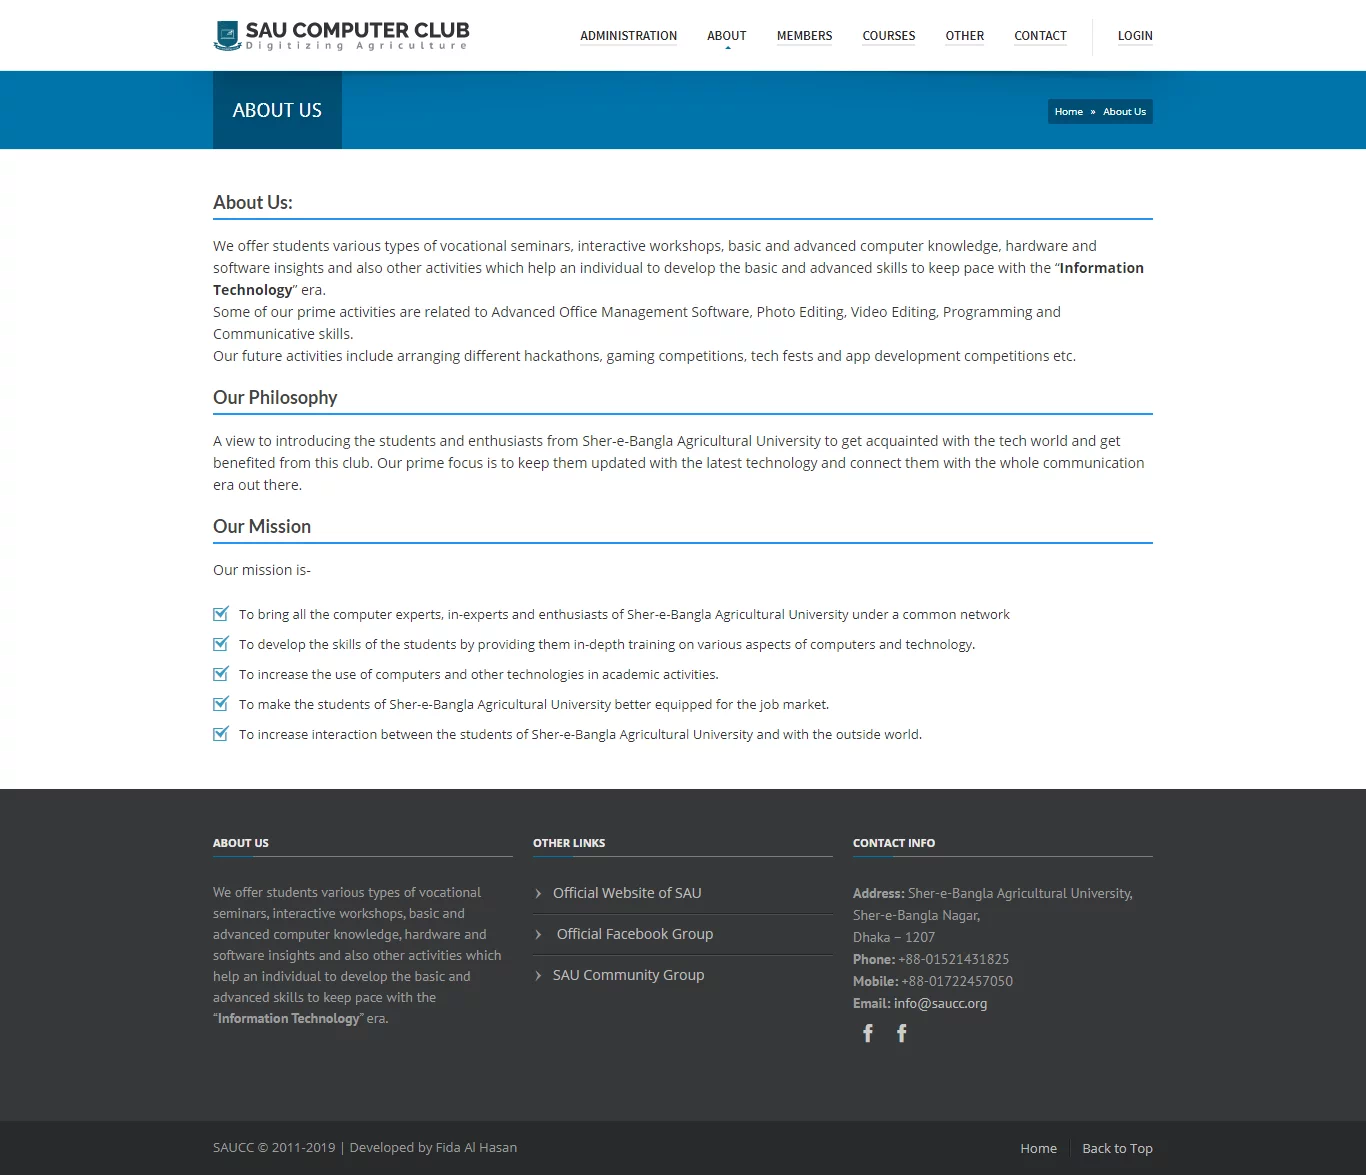 SAU COMPUTER CLUB
Digitizing Agriculture
ADMINISTRATION ABOUT MEMBERS COURSES OTHER CONTACT LOGIN
ABOUT US
Home » About Us
About Us:
We offer students various types of vocational seminars, interactive workshops, basic and advanced computer knowledge, hardware and
software insights and also other activities which help an individual to develop the basic and advanced skills to keep pace with the “Information
Technology” era.
Some of our prime activities are related to Advanced Office Management Software, Photo Editing, Video Editing, Programming and
Communicative skills.
Our future activities include arranging different hackathons, gaming competitions, tech fests and app development competitions etc.
Our Philosophy
A view to introducing the students and enthusiasts from Sher-e-Bangla Agricultural University to get acquainted with the tech world and get
benefited from this club. Our prime focus is to keep them updated with the latest technology and connect them with the whole communication
era out there.
Our Mission
Our mission is-
To bring all the computer experts, in-experts and enthusiasts of Sher-e-Bangla Agricultural University under a common network
To develop the skills of the students by providing them in-depth training on various aspects of computers and technology.
To increase the use of computers and other technologies in academic activities.
To make the students of Sher-e-Bangla Agricultural University better equipped for the job market.
To increase interaction between the students of Sher-e-Bangla Agricultural University and with the outside world.
ABOUT US
We offer students various types of vocational
seminars, interactive workshops, basic and
advanced computer knowledge, hardware and
software insights and also other activities which
help an individual to develop the basic and
advanced skills to keep pace with the
“Information Technology” era.
OTHER LINKS
Official Website of SAU
Official Facebook Group
SAU Community Group
CONTACT INFO
Address: Sher-e-Bangla Agricultural University,
Sher-e-Bangla Nagar,
Dhaka – 1207
Phone: +88-01521431825
Mobile: +88-01722457050
Email: info@saucc.org
SAUCC © 2011-2019 | Developed by Fida Al Hasan
Home Back to Top